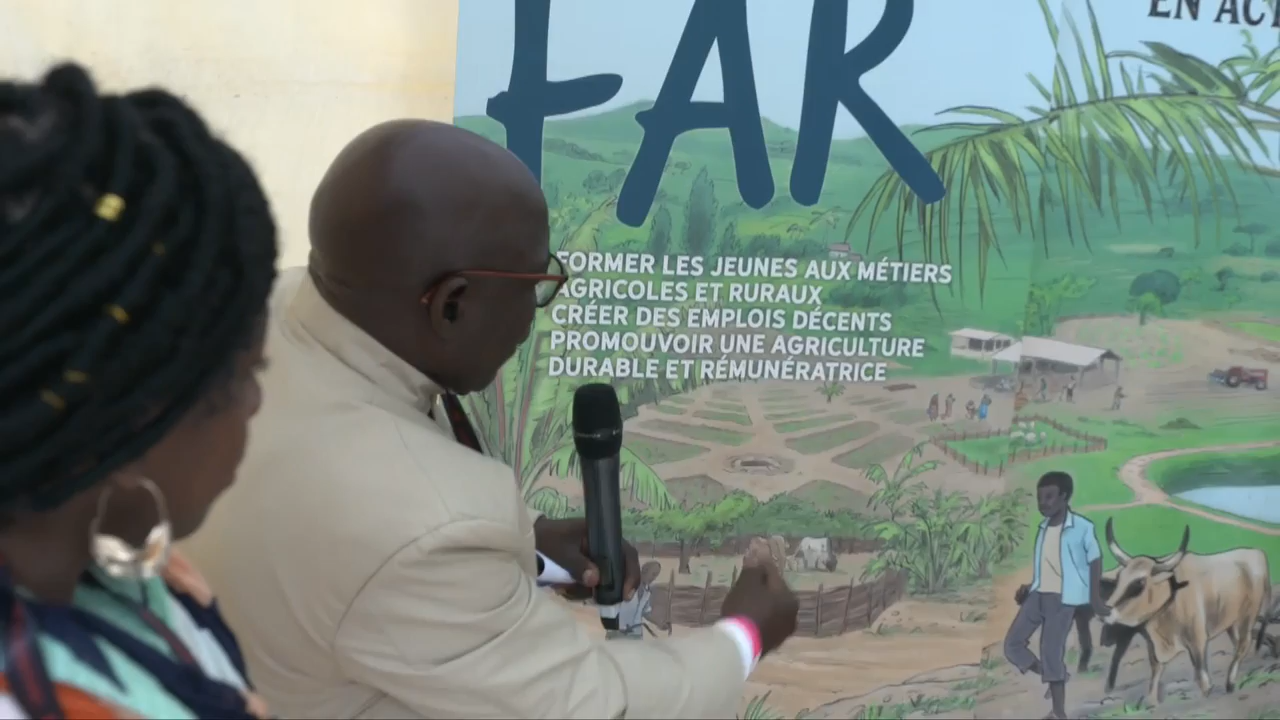 EN ACT
FAR
FORMER LES JEUNES AUX MÉTIERS
AGRICOLES ET RURAUX
CRÉER DES EMPLOIS DÉCENTS
PROMOUVOIR UNE AGRICULTURE
DURABLE ET RÉMUNÉRATRICE